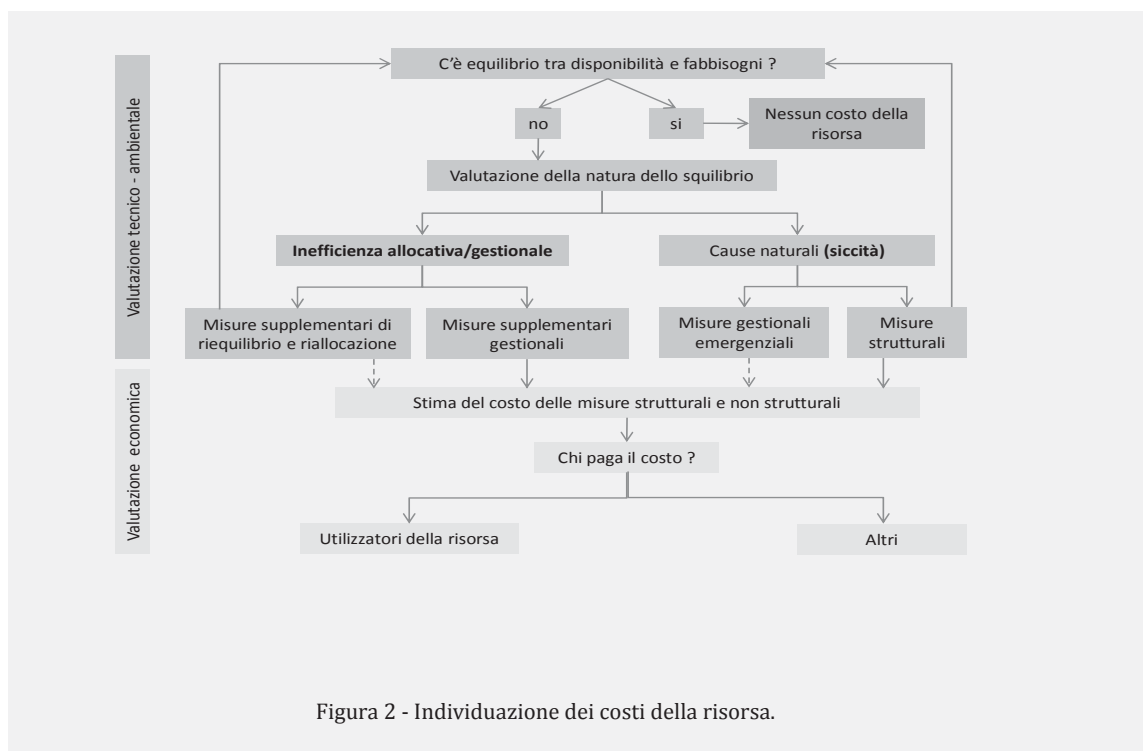 Valutazione tecnico - ambientale
C'è equilibrio tra disponibilità e fabbisogni ?
no
si
Nessun costo della
risorsa
Valutazione della natura dello squilibrio
Inefficienza allocativa/gestionale
Cause naturali (siccità)
Misure supplementari di
riequilibrio e riallocazione
Misure supplementari
gestionali
Misure gestionali
emergenziali
Misure
strutturali
Valutazione economica
Stima del costo delle misure strutturali e non strutturali
Chi paga il costo ?
Utilizzatori della risorsa
Altri
Figura 2 - Individuazione dei costi della risorsa.